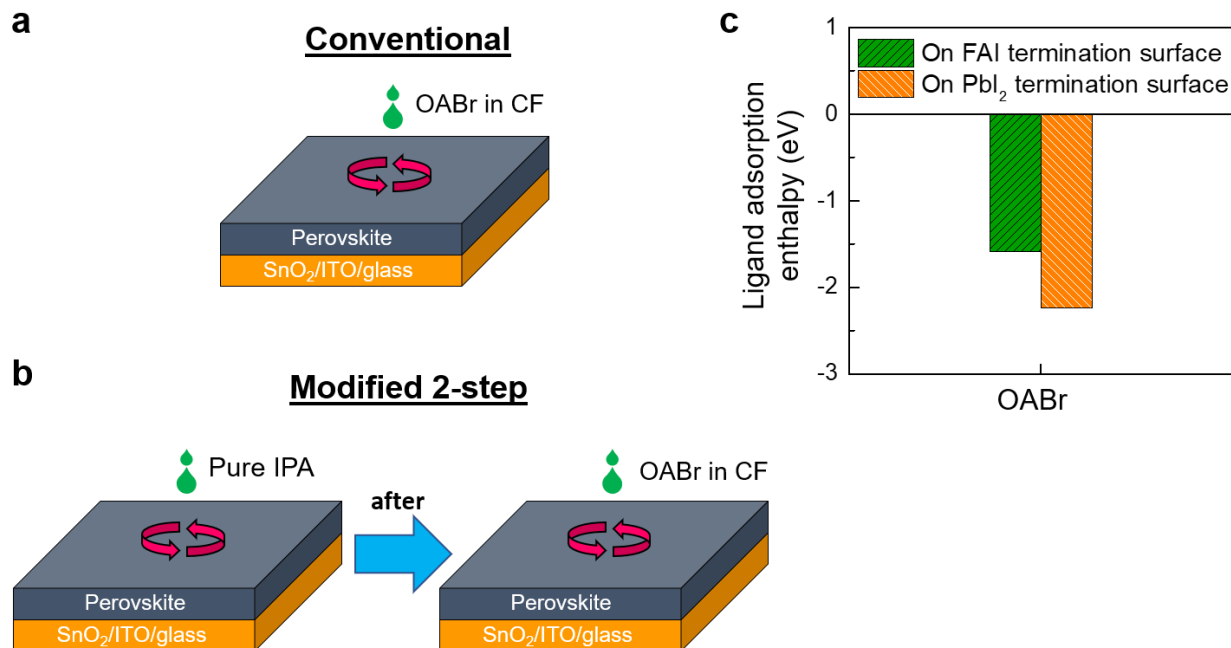 a
Conventional
OABr in CF
Perovskite
SnO₂/ITO/glass
b
Modified 2-step
Pure IPA
after
OABr in CF
Perovskite
SnO₂/ITO/glass
Perovskite
SnO₂/ITO/glass
c
On FAI termination surface
On PbI₂ termination surface
Ligand adsorption
enthalpy (eV)
1
0
-1
-2
-3
OABr